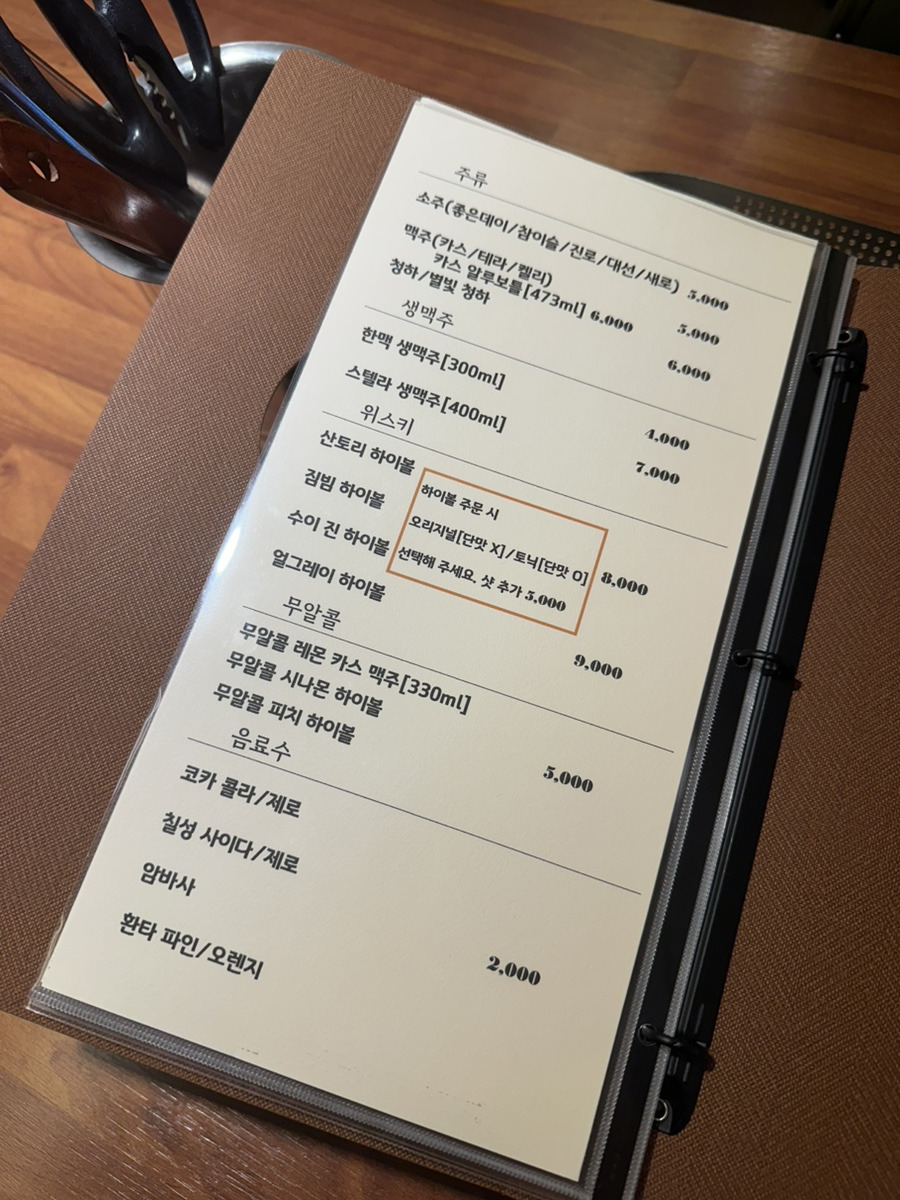 주류
소주(좋은데이/참이슬/진로/대선/새로) 5,000
맥주(카스/테라/켈리) 5,000
카스 알루보틀[473ml] 6,000
청하/별빛 청하 6,000
생맥주
한맥 생맥주[300ml] 4,000
스텔라 생맥주[400ml] 7,000
위스키
산토리 하이볼
짐빔 하이볼 8,000
수이 진 하이볼
얼그레이 하이볼 9,000
하이볼 주문 시
오리지널[단맛 X]/토닉[단맛 O]
선택해 주세요. 샷 추가 5,000
무알콜
무알콜 레몬 카스 맥주[330ml]
무알콜 시나몬 하이볼 5,000
무알콜 피치 하이볼
음료수
코카 콜라/제로
칠성 사이다/제로
암바사 2,000
환타 파인/오렌지